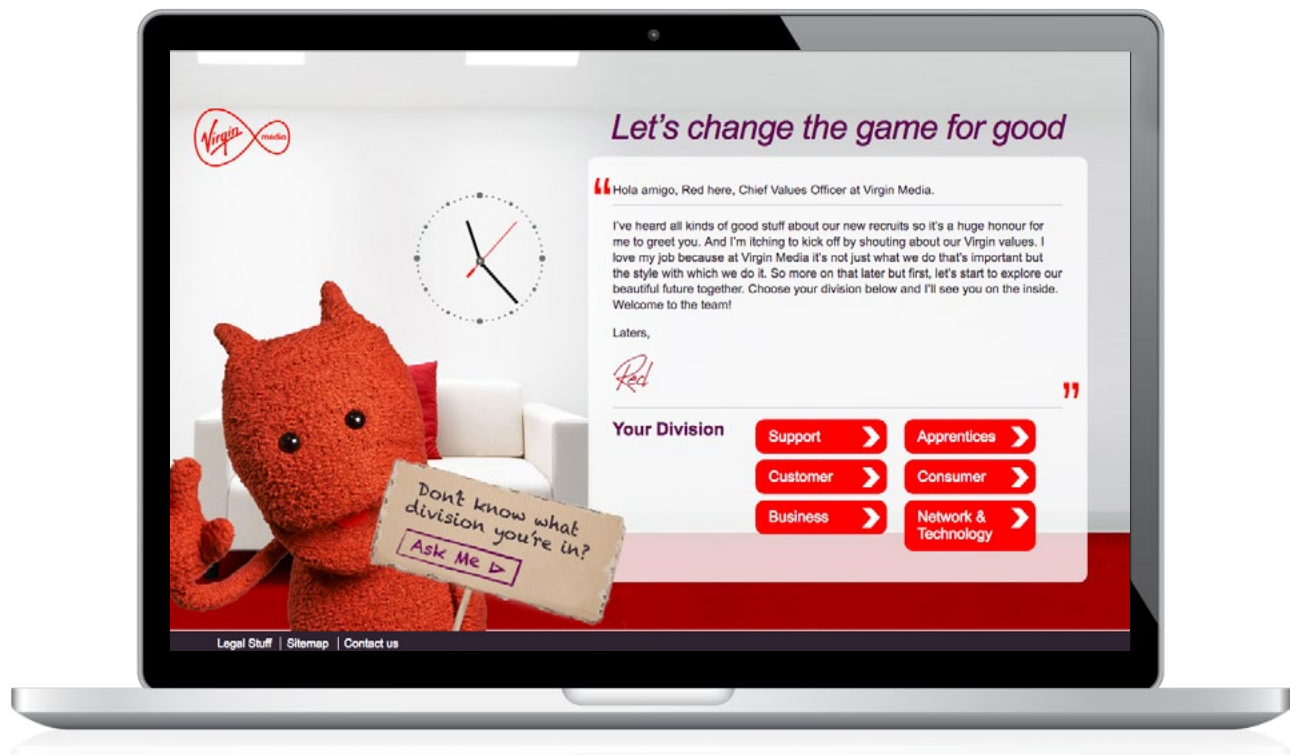 Virgin media
Let's change the game for good
“
Hola amigo, Red here, Chief Values Officer at Virgin Media.
I've heard all kinds of good stuff about our new recruits so it's a huge honour for
me to greet you. And I'm itching to kick off by shouting about our Virgin values. I
love my job because at Virgin Media it's not just what we do that's important but
the style with which we do it. So more on that later but first, let's start to explore our
beautiful future together. Choose your division below and I'll see you on the inside.
Welcome to the team!
Laters,
Red
”
Your Division
Support
Apprentices
Customer
Consumer
Business
Network &
Technology
Don't know what
division you're in?
Ask Me
Legal Stuff | Sitemap | Contact us